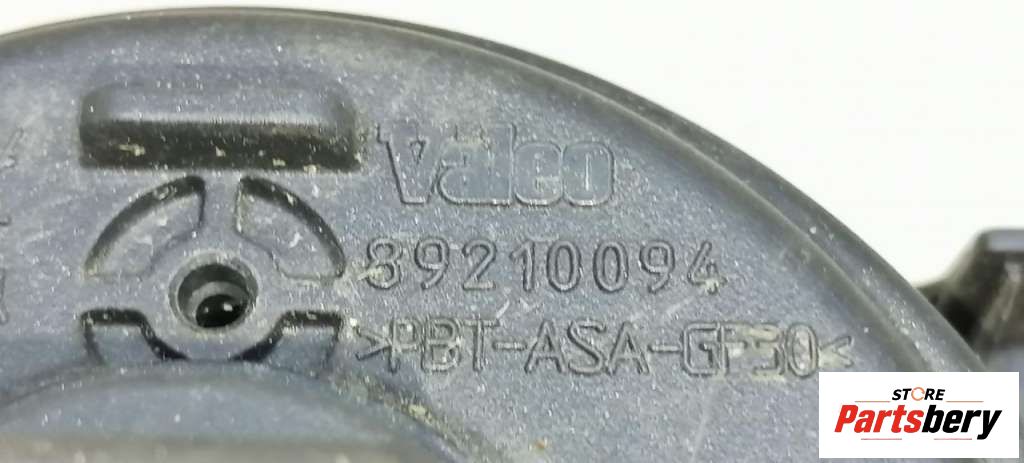 Valeo
89210094
>PBT-ASA-GF30<
STORE
Partsbery